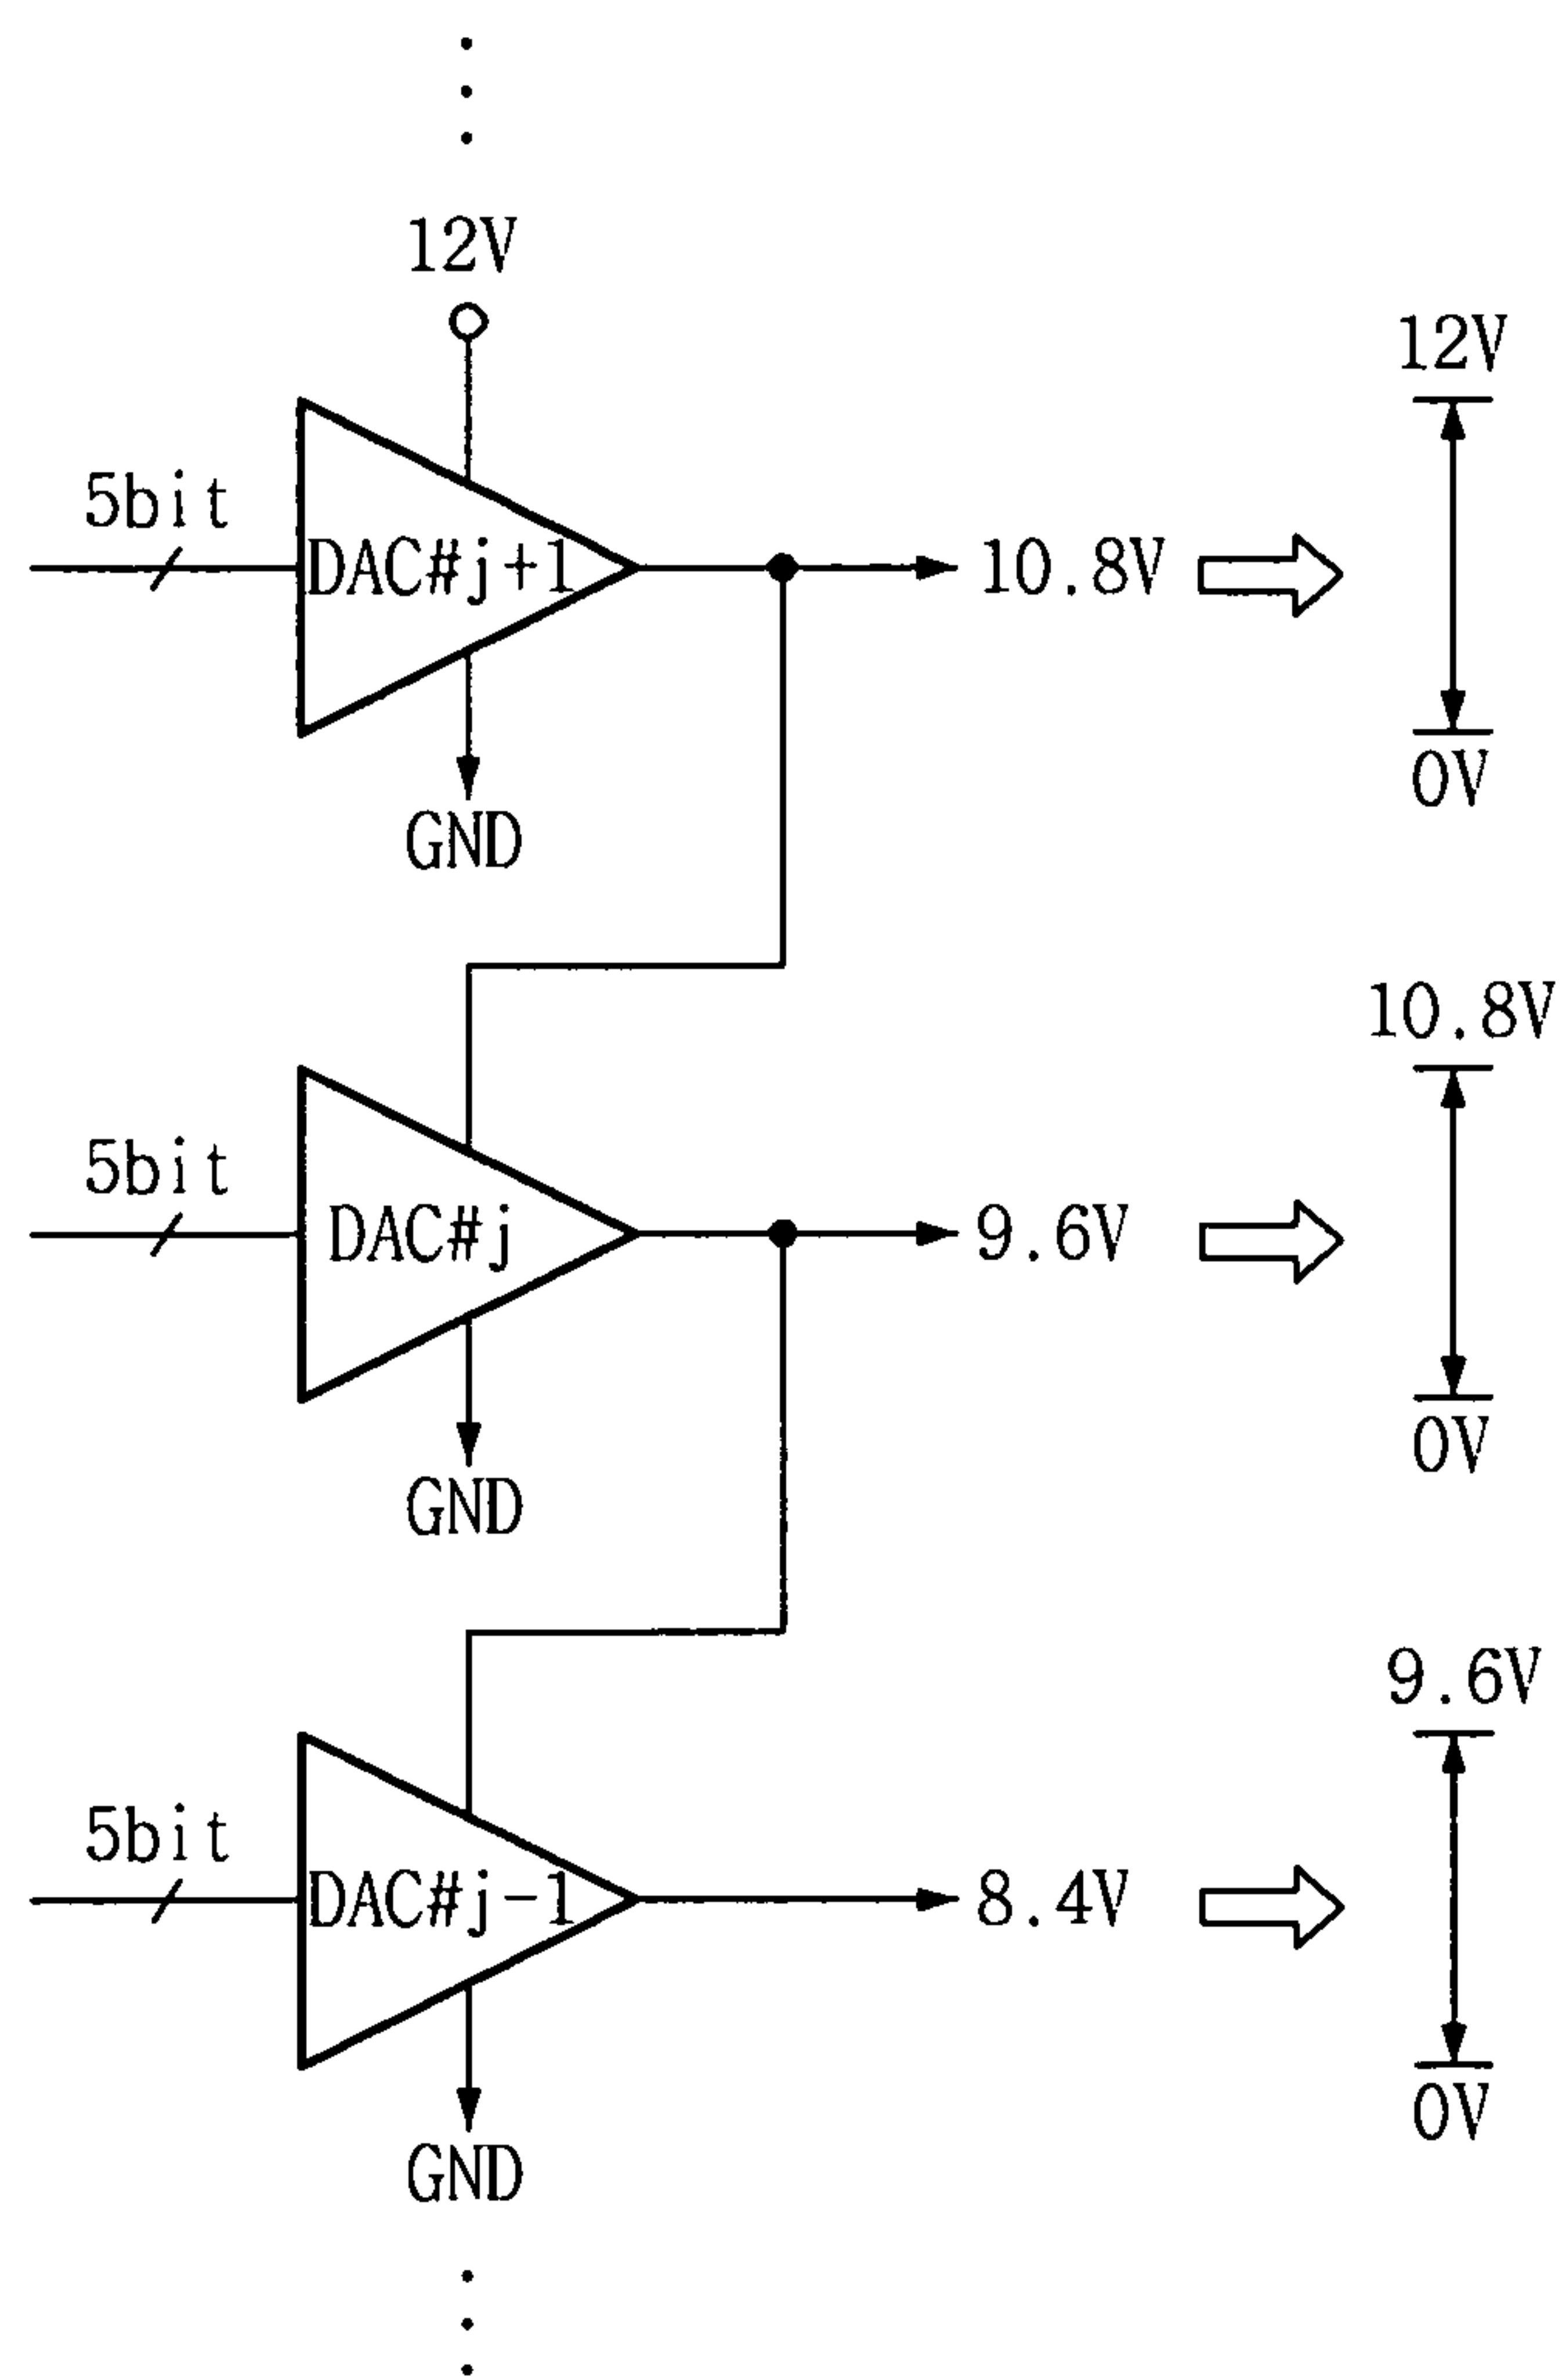 12V
12V
5bit
DAC#j+1
10.8V
0V
GND
10.8V
5bit
DAC#j
9.6V
0V
GND
9.6V
5bit
DAC#j-1
8.4V
0V
GND